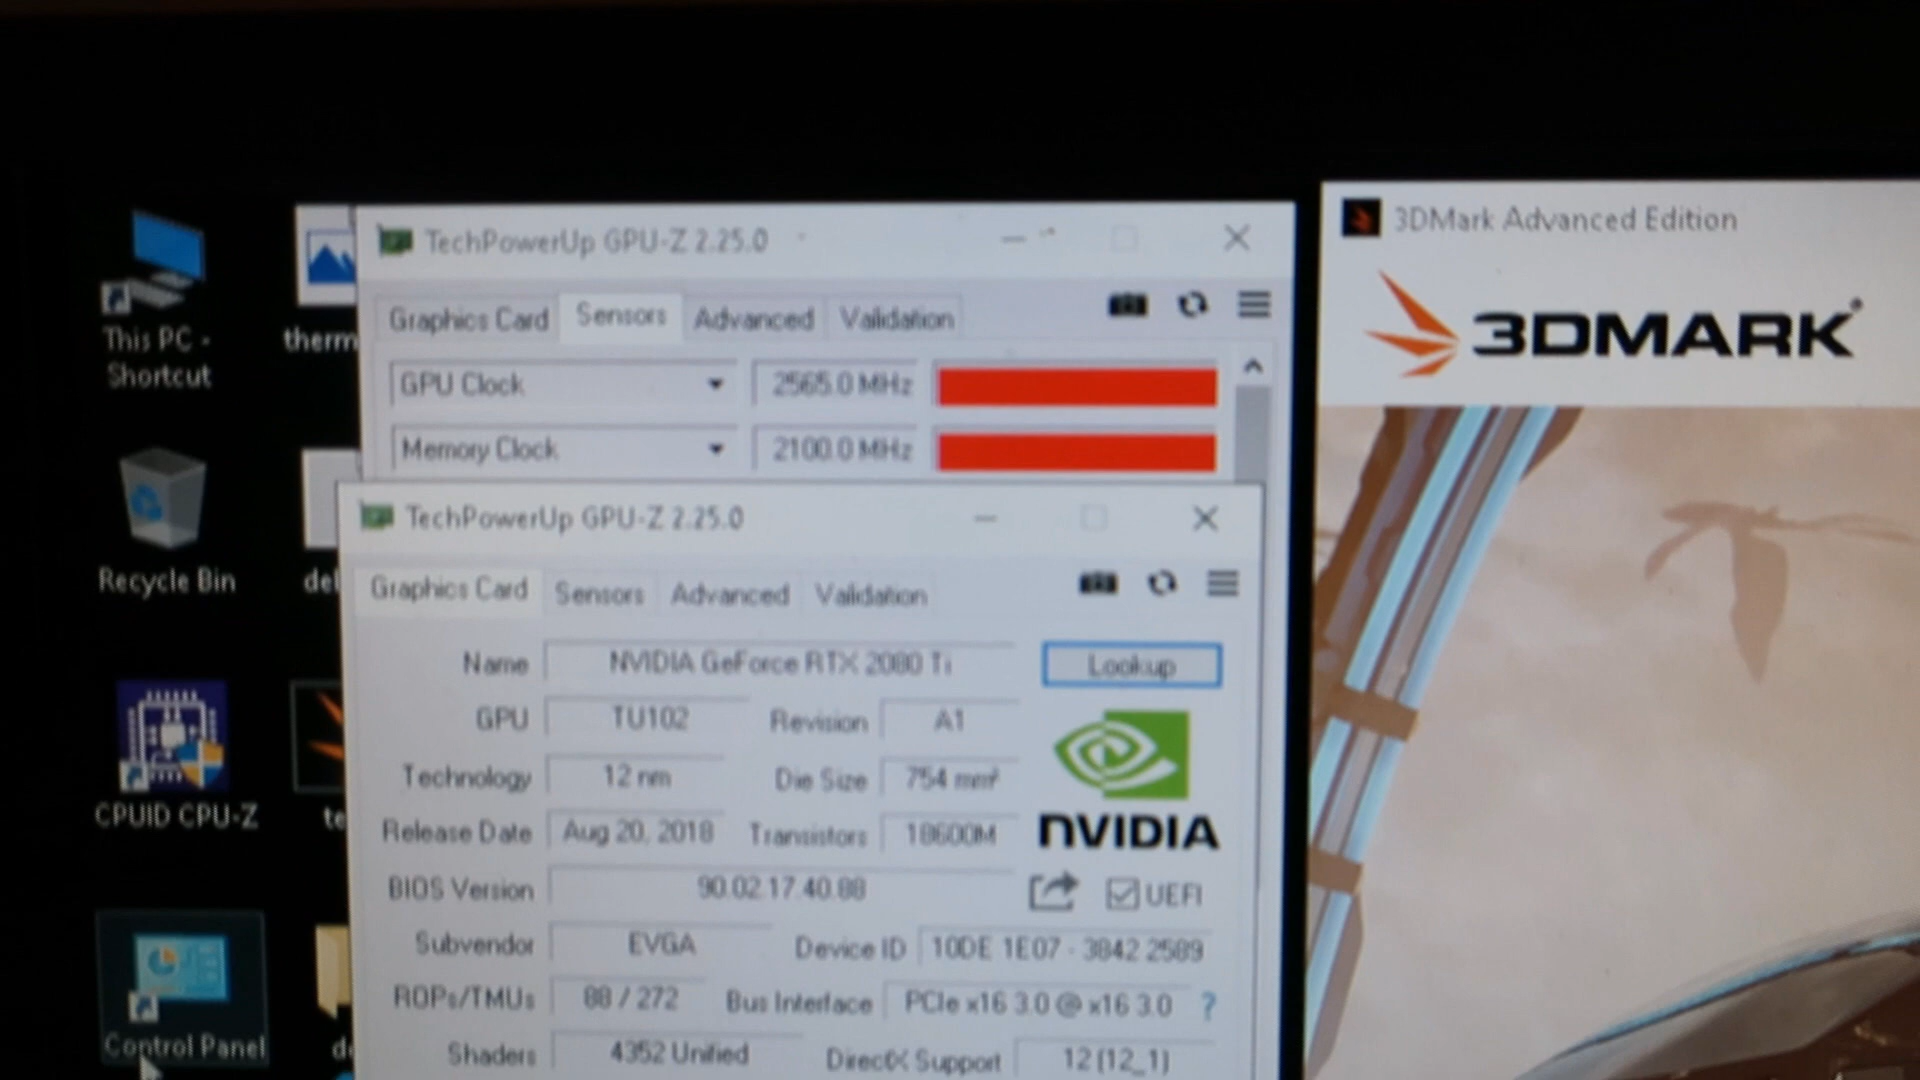 TechPowerUp GPU-Z 2.25.0
Graphics Card Sensors Advanced Validation
GPU Clock 2565.0 MHz
Memory Clock 2100.0 MHz
TechPowerUp GPU-Z 2.25.0
Graphics Card Sensors Advanced Validation
Name NVIDIA GeForce RTX 2080 Ti Lookup
GPU TU102 Revision A1
Technology 12 nm Die Size 754 mm²
Release Date Aug 20, 2018 Transistors 18600M
NVIDIA
BIOS Version 90.02.17.40.88 UEFI
Subvendor EVGA Device ID 10DE 1E07 - 3842 2589
ROPs/TMUs 88 / 272 Bus Interface PCIe x16 3.0 @ x16 3.0 ?
Shaders 4352 Unified DirectX Support 12 (12_1)
3DMark Advanced Edition
3DMARK
This PC -
Shortcut
therm
Recycle Bin
del
CPUID CPU-Z
te
Control Panel
de